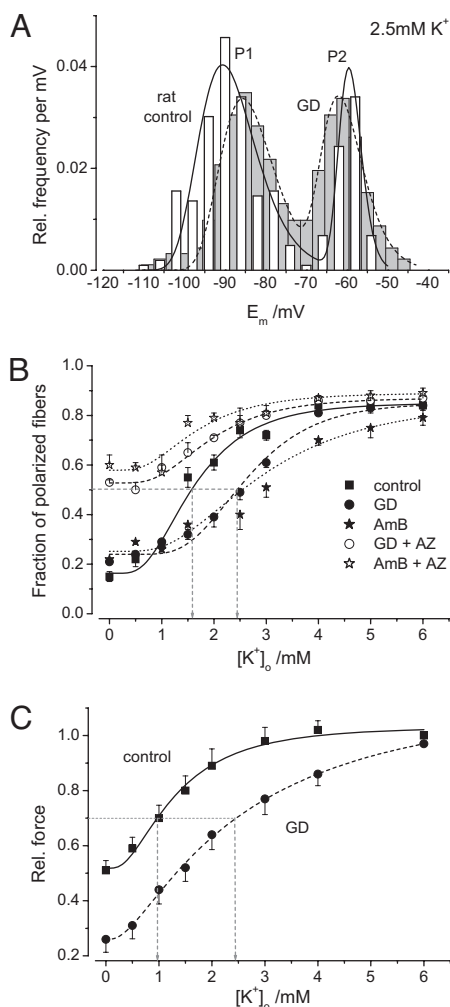 A
2.5mM K⁺
P1
P2
rat
control
GD
Rel. frequency per mV
0.04
0.02
0.00
-120 -110 -100 -90 -80 -70 -60 -50 -40 -30
E_m /mV
B
Fraction of polarized fibers
1.0
0.8
0.6
0.4
0.2
0.0
control
GD
AmB
GD + AZ
AmB + AZ
0 1 2 3 4 5 6
[K⁺]ₒ /mM
C
Rel. force
1.0
0.8
0.6
0.4
0.2
control
GD
0 1 2 3 4 5 6
[K⁺]ₒ /mM